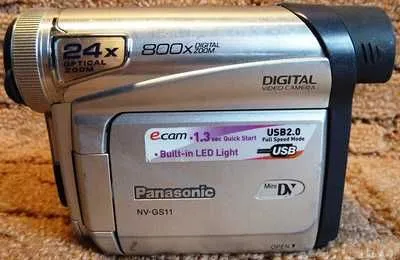 24x
OPTICAL
ZOOM
800x DIGITAL
ZOOM
DIGITAL
VIDEO CAMERA
e.cam
•1.3 sec Quick Start
•Built-in LED Light
USB2.0
Full Speed Mode
USB
Panasonic
NV-GS11
Mini DV
OPEN▼